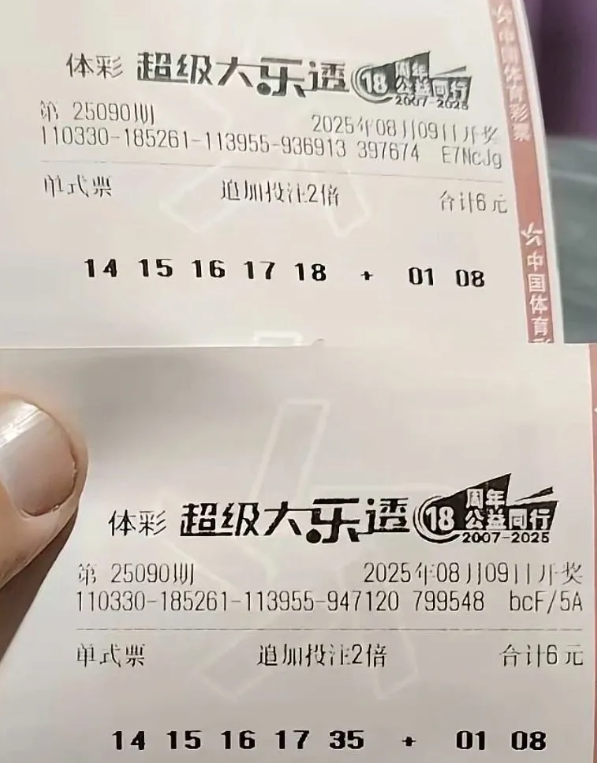 体彩 超级大乐透 18 周年 公益同行 2007-2025
第 25090期 2025年08月09日开奖
110330-185261-113955-936913 397674 E7NcJg
单式票 追加投注2倍 合计6元
14 15 16 17 18 + 01 08
中国体育彩票
中国体育
体彩 超级大乐透 18 周年 公益同行 2007-2025
第 25090期 2025年08月09日开奖
110330-185261-113955-947120 799548 bcF/5A
单式票 追加投注2倍 合计6元
14 15 16 17 35 + 01 08